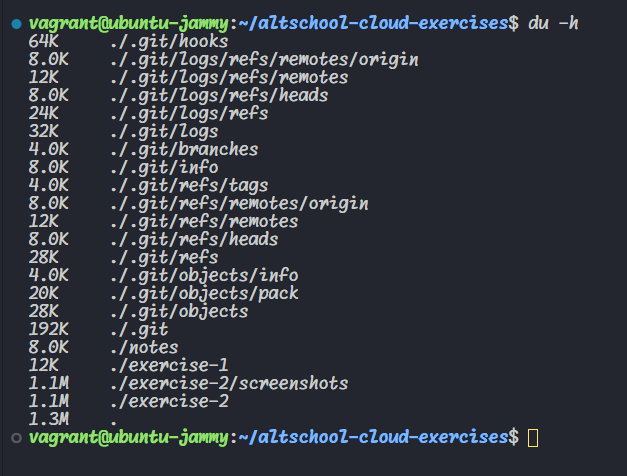 vagrant@ubuntu-jammy:~/altschool-cloud-exercises$ du -h
64K ./.git/hooks
8.0K ./.git/logs/refs/remotes/origin
12K ./.git/logs/refs/remotes
8.0K ./.git/logs/refs/heads
24K ./.git/logs/refs
32K ./.git/logs
4.0K ./.git/branches
8.0K ./.git/info
4.0K ./.git/refs/tags
8.0K ./.git/refs/remotes/origin
12K ./.git/refs/remotes
8.0K ./.git/refs/heads
28K ./.git/refs
4.0K ./.git/objects/info
20K ./.git/objects/pack
28K ./.git/objects
192K ./.git
8.0K ./notes
12K ./exercise-1
1.1M ./exercise-2/screenshots
1.1M ./exercise-2
1.3M .
vagrant@ubuntu-jammy:~/altschool-cloud-exercises$